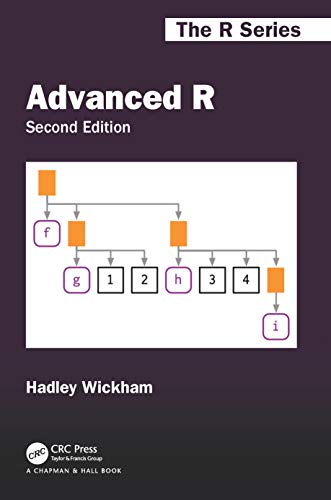 The R Series
Advanced R
Second Edition
f
g 1 2 h 3 4
i
Hadley Wickham
CRC
CRC Press
Taylor & Francis Group
A CHAPMAN & HALL BOOK